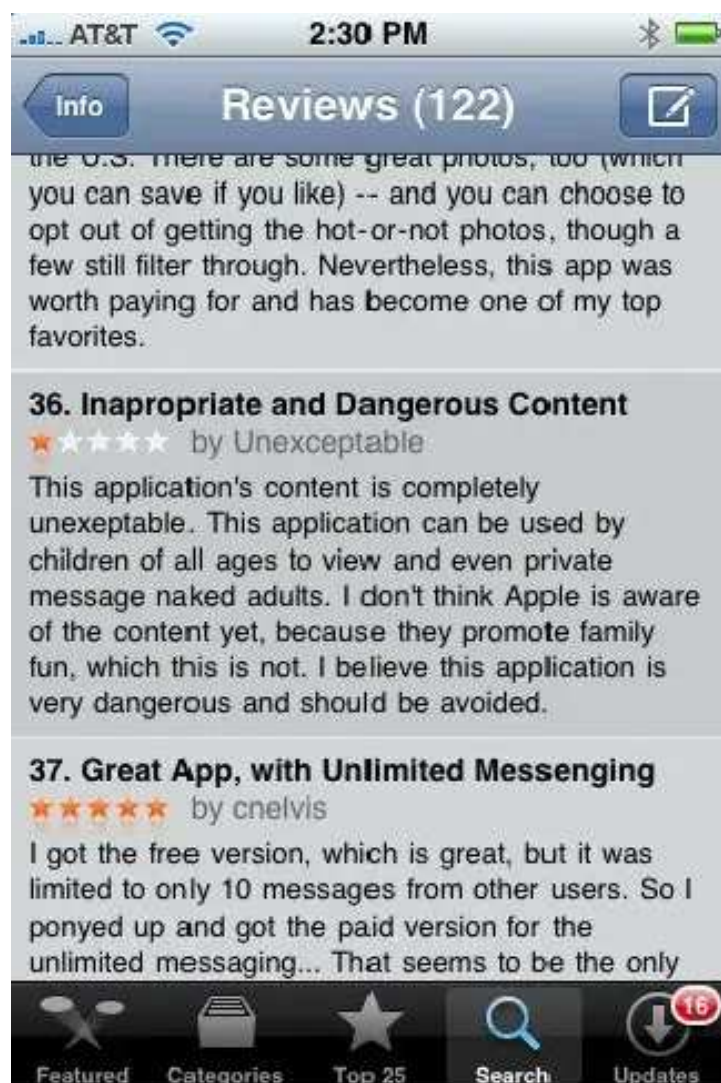 AT&T 2:30 PM
Info Reviews (122)
the U.S. There are some great photos, too (which
you can save if you like) -- and you can choose to
opt out of getting the hot-or-not photos, though a
few still filter through. Nevertheless, this app was
worth paying for and has become one of my top
favorites.
36. Inapropriate and Dangerous Content
by Unexceptable
This application's content is completely
unexeptable. This application can be used by
children of all ages to view and even private
message naked adults. I don't think Apple is aware
of the content yet, because they promote family
fun, which this is not. I believe this application is
very dangerous and should be avoided.
37. Great App, with Unlimited Messenging
by cnelvis
I got the free version, which is great, but it was
limited to only 10 messages from other users. So I
ponyed up and got the paid version for the
unlimited messaging... That seems to be the only
16
Featured Categories Top 25 Search Updates